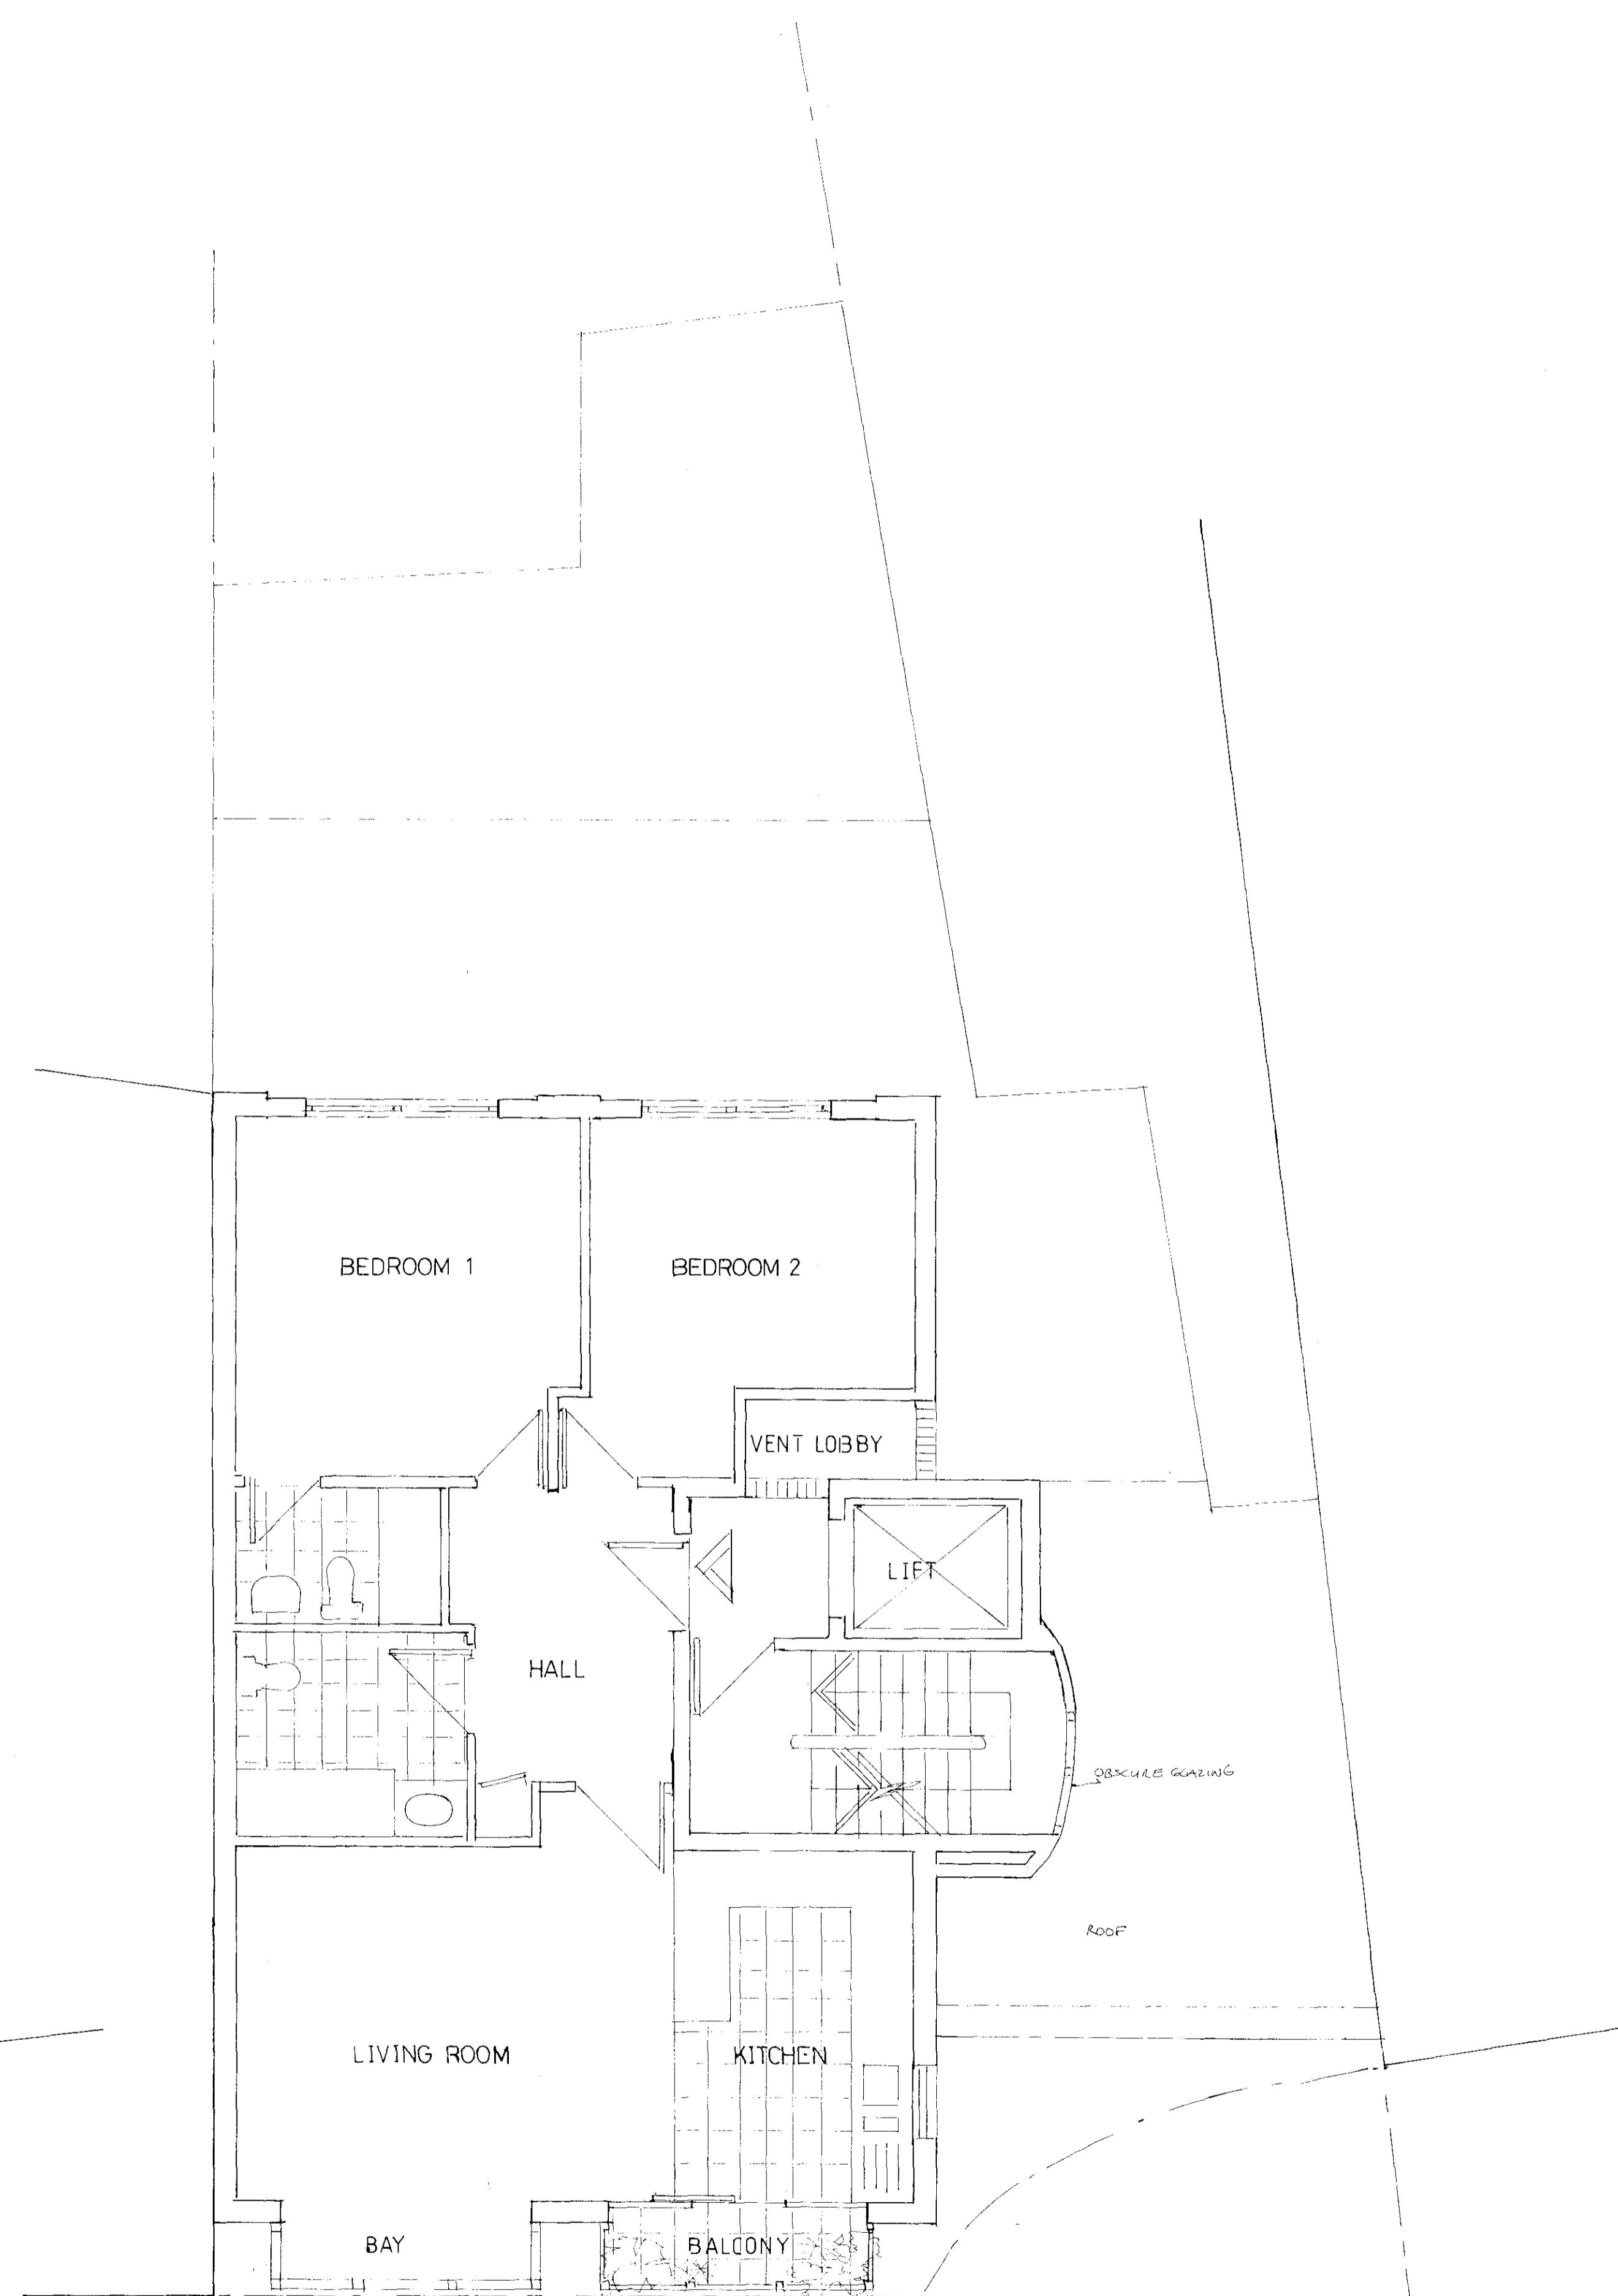 BEDROOM 1
BEDROOM 2
VENT LOBBY
LIFT
HALL
OBSCURE GLAZING
ROOF
LIVING ROOM
KITCHEN
BAY
BALCONY